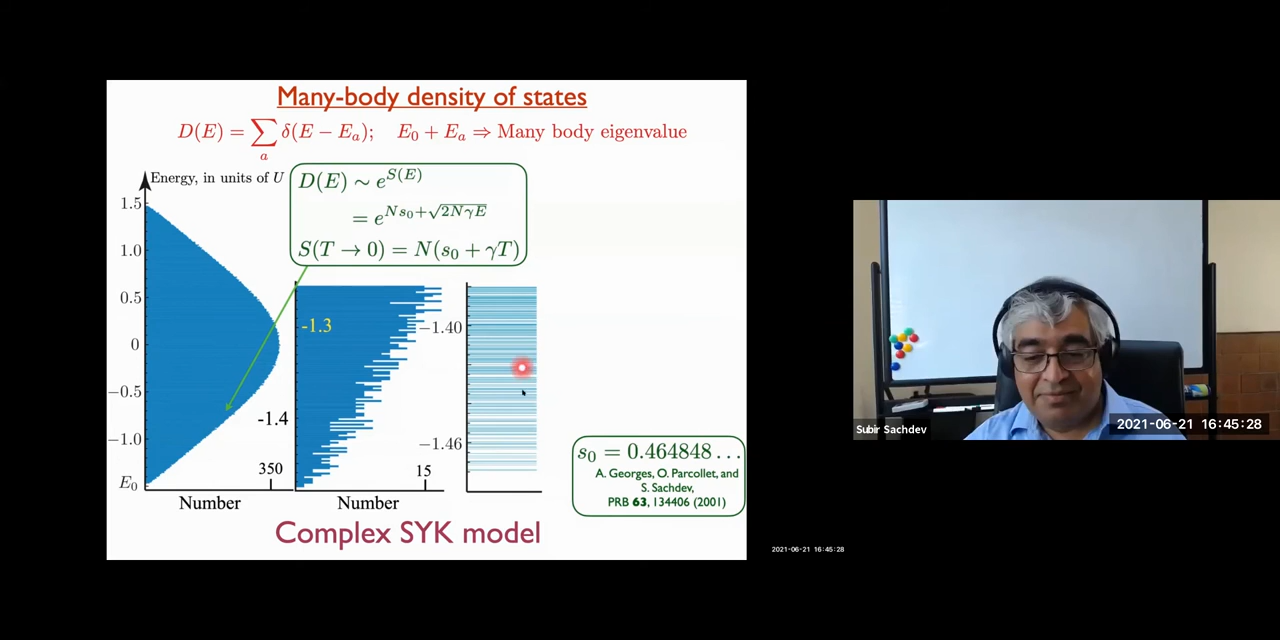 Many-body density of states
D(E) = ∑_a δ(E − E_a); E_0 + E_a ⇒ Many body eigenvalue
Energy, in units of U
D(E) ∼ e^{S(E)}
= e^{Ns_0+√(2NγE)}
S(T → 0) = N(s_0 + γT)
1.5
1.0
0.5
0
−0.5
−1.0
E_0
350
Number
-1.3
-1.4
15
Number
−1.40
−1.46
s_0 = 0.464848...
A. Georges, O. Parcollet, and
S. Sachdev,
PRB 63, 134406 (2001)
Complex SYK model
Subir Sachdev
2021-06-21 16:45:28
2021-06-21 16:45:28